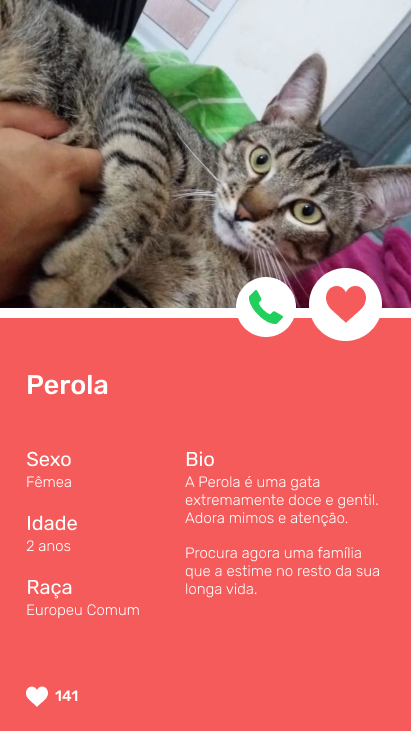 Perola
Sexo
Fêmea
Idade
2 anos
Raça
Europeu Comum
Bio
A Perola é uma gata
extremamente doce e gentil.
Adora mimos e atenção.
Procura agora uma família
que a estime no resto da sua
longa vida.
141